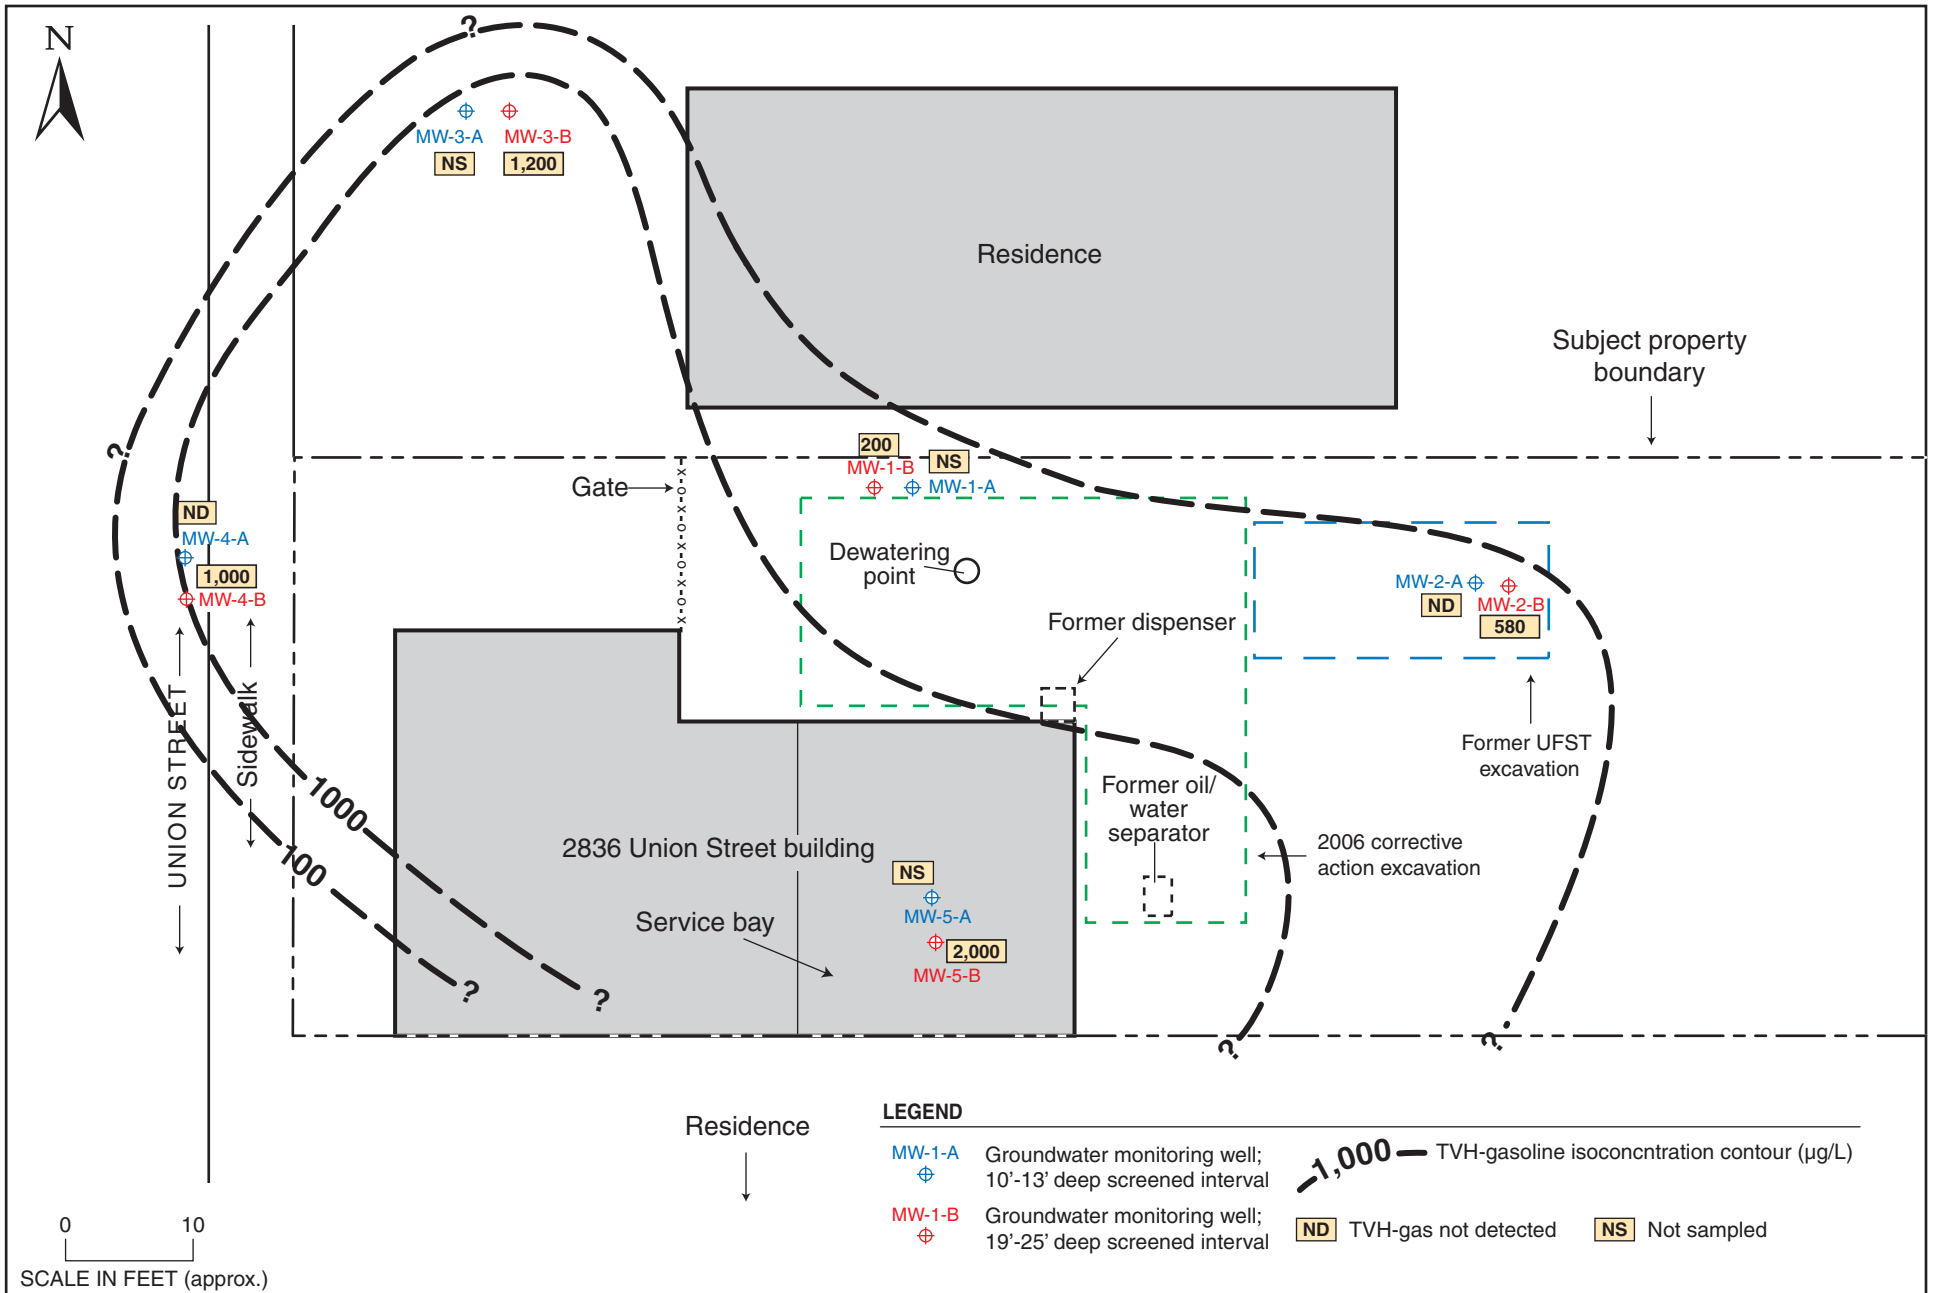 N
?
MW-3-A
MW-3-B
NS
1,200
Residence
Subject property
boundary
?
200
NS
MW-1-B
MW-1-A
Gate
x o x o x o x o x o x o x
ND
MW-4-A
1,000
MW-4-B
Dewatering
point
MW-2-A
ND
MW-2-B
580
Former dispenser
UNION STREET
Sidewalk
1000
100
Former UFST
excavation
Former oil/
water
separator
2836 Union Street building
2006 corrective
action excavation
NS
MW-5-A
Service bay
2,000
MW-5-B
?
?
?
?
Residence
LEGEND
MW-1-A
Groundwater monitoring well;
10'-13' deep screened interval
MW-1-B
Groundwater monitoring well;
19'-25' deep screened interval
1,000
TVH-gasoline isoconcntration contour (µg/L)
ND TVH-gas not detected
NS Not sampled
0 10
SCALE IN FEET (approx.)